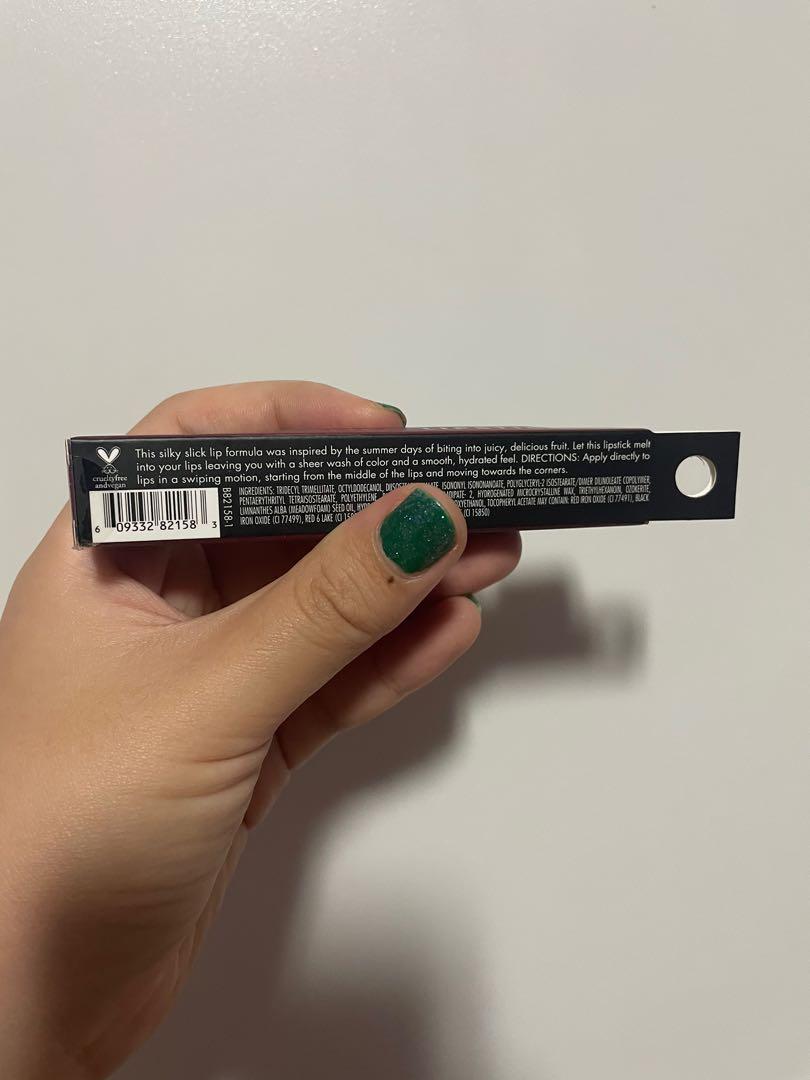 This silky slick lip formula was inspired by the summer days of biting into juicy, delicious fruit. Let this lipstick melt
into your lips leaving you with a sheer wash of color and a smooth, hydrated feel. DIRECTIONS: Apply directly to
lips in a swiping motion, starting from the middle of the lips and moving towards the corners.
crueltyfree
andvegan
6 09332 82158 3
B82158-1
INGREDIENTS: TRIDECYL TRIMELLITATE, OCTYLDODECANOL, ISONONYL ISONONANOATE, POLYGLYCERYL-2 ISOSTEARATE/DIMER DILINOLEATE COPOLYMER,
PENTAERYTHRITYL TETRAISOSTEARATE, POLYETHYLENE 2, HYDROGENATED MICROCRYSTALLINE WAX, TRIETHYLHEXANOIN, OZOKERITE,
LIMNANTHES ALBA (MEADOWFOAM) SEED OIL, TOCOPHERYL ACETATE MAY CONTAIN: RED IRON OXIDE (CI 77491), BLACK
IRON OXIDE (CI 77499), RED 6 LAKE (CI (CI 15850)